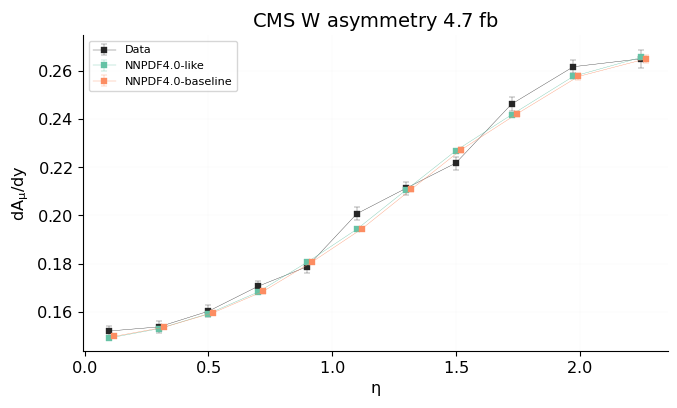 CMS W asymmetry 4.7 fb
Data
NNPDF4.0-like
NNPDF4.0-baseline
dAμ/dy
0.26
0.24
0.22
0.20
0.18
0.16
0.0 0.5 1.0 1.5 2.0
η